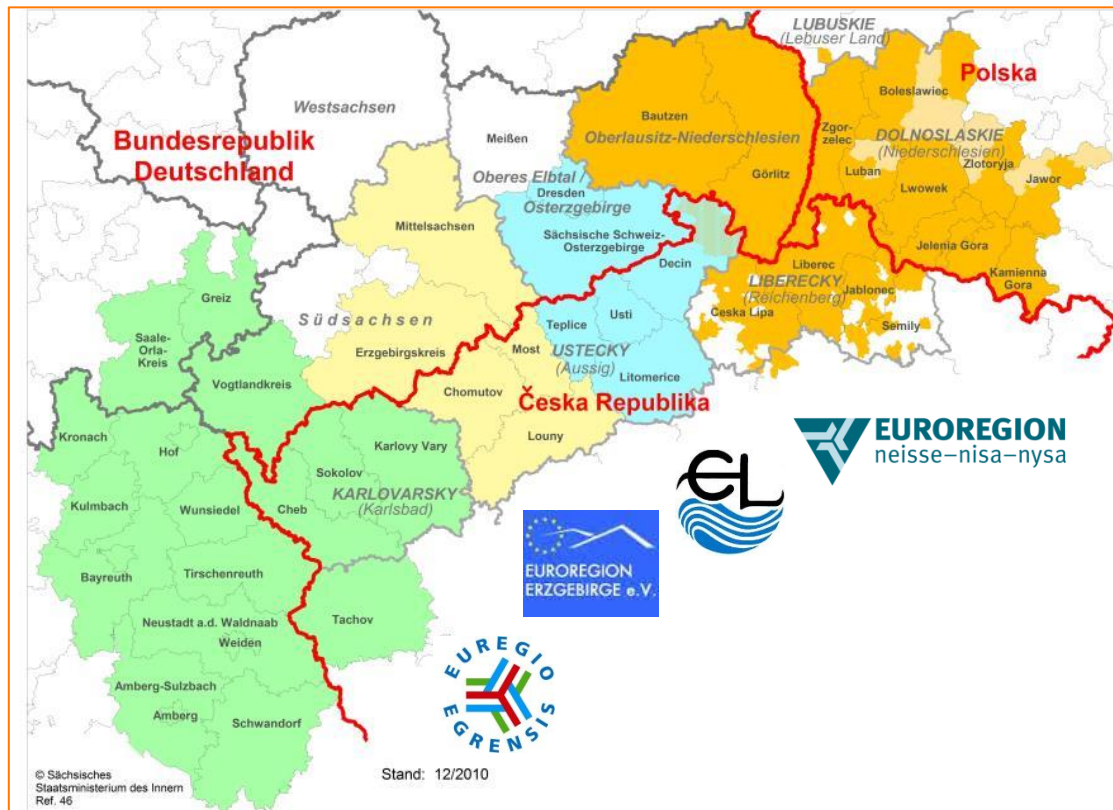 LUBUSKIE
(Lebuser Land)
Polska
Westsachsen
Bundesrepublik
Deutschland
Meißen
Bautzen
Oberlausitz-Niederschlesien
Boleslawiec
Zgor-
zelec
DOLNOSLASKIE
(Niederschlesien)
Zlotoryja
Luban
Jawor
Lwowek
Görlitz
Oberes Elbtal /
Dresden
Osterzgebirge
Mittelsachsen
Sächsische Schweiz-
Osterzgebirge
Decin
Jelenia Gora
Kamienna
Gora
Liberec
LIBERECKY
(Reichenberg)
Jablonec
Ceska Lipa
Semily
Greiz
Südsachsen
Saale-
Orla-
Kreis
Erzgebirgskreis
Teplice
Usti
Most
USTECKY
(Aussig)
Litomerice
Vogtlandkreis
Chomutov
Česka Republika
Kronach
Hof
Karlovy Vary
Louny
Sokolov
KARLOVARSKY
(Karlsbad)
Cheb
Kulmbach
Wunsiedel
Bayreuth
Tirschenreuth
Neustadt a.d. Waldnaab
Weiden
Tachov
Amberg-Sulzbach
Amberg
Schwandorf
EUROREGION
neisse–nisa–nysa
EL
EUROREGION
ERZGEBIRGE e.V.
EUREGIO
EGRENSIS
© Sächsisches
Staatsministerium des Innern
Ref. 46
Stand: 12/2010